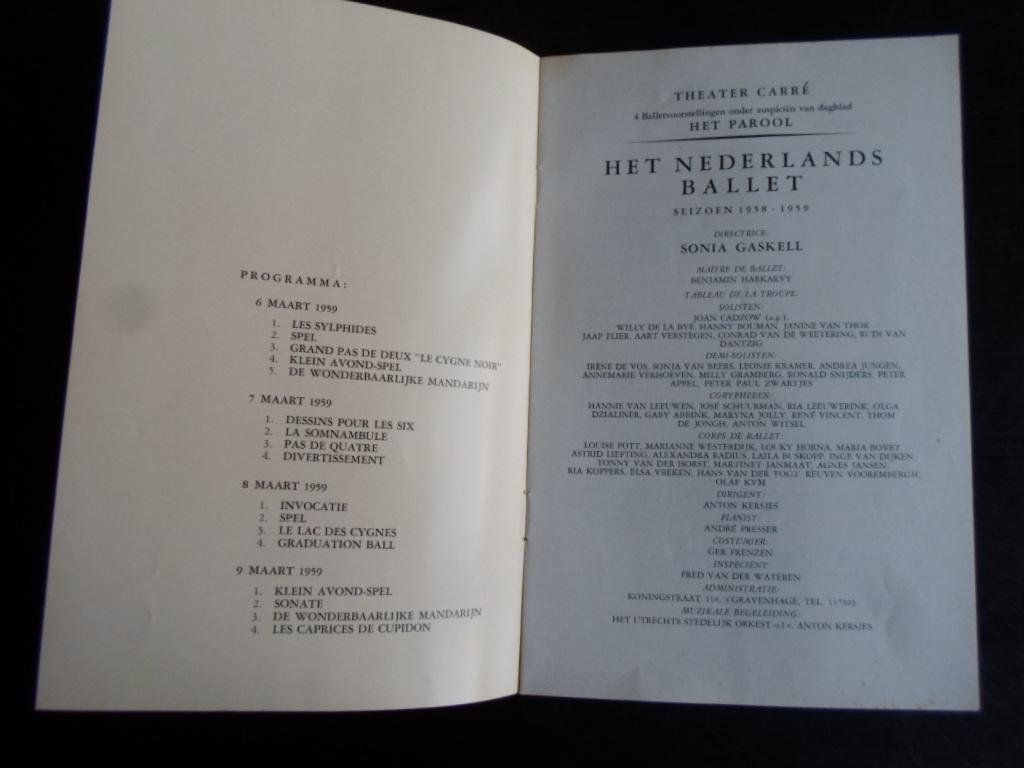 PROGRAMMA:
6 MAART 1959
1. LES SYLPHIDES
2. SPEL
3. GRAND PAS DE DEUX "LE CYGNE NOIR"
4. KLEIN AVOND-SPEL
5. DE WONDERBAARLIJKE MANDARIJN
7 MAART 1959
1. DESSINS POUR LES SIX
2. LA SOMNAMBULE
3. PAS DE QUATRE
4. DIVERTISSEMENT
8 MAART 1959
1. INVOCATIE
2. SPEL
3. LE LAC DES CYGNES
4. GRADUATION BALL
9 MAART 1959
1. KLEIN AVOND-SPEL
2. SONATE
3. DE WONDERBAARLIJKE MANDARIJN
4. LES CAPRICES DE CUPIDON
THEATER CARRÉ
4 Balletvoorstellingen onder auspiciën van dagblad
HET PAROOL
HET NEDERLANDS
BALLET
SEIZOEN 1958 - 1959
DIRECTRICE:
SONIA GASKELL
MAITRE DE BALLET:
BENJAMIN HARKARVY
TABLEAU DE LA TROUPE:
SOLISTEN:
JOAN CADZOW (a.g.)
WILLY DE LA BYE, HANNY BOUMAN, JANINE VAN THOR
JAAP FLIER, AART VERSTEGEN, CONRAD VAN DE WEETERING, RUDI VAN
DANTZIG
DEMI-SOLISTEN:
IRÈNE DE VOS, SONJA VAN BEERS, LEONIE KRAMER, ANDREA JUNGEN,
ANNEMARIE VERHOEVEN, MILLY GRAMBERG, RONALD SNIJDERS, PETER
APPEL, PETER PAUL ZWARTJES
CORYPHEEËN:
HANNIE VAN LEEUWEN, JOSÉ SCHUURMAN, RIA LEEUWERINK, OLGA
DZIALINER, GABY ABBINK, MARYNA JOLLY, RENÉ VINCENT, THOM
DE JONGH, ANTON WITSEL
CORPS DE BALLET:
LOUISE POTT, MARIANNE WESTERDIJK, LOUKY HORNA, MARIA BOVET
ASTRID LIEFTING, ALEXANDRA RADIUS, LAILA BUSKOPP, INGE VAN DIJKEN,
TONNY VAN DER HORST, MARTINET JANMAAT, AGNES JANSEN,
RIA KOPPERS, ELSA VREKEN, HANS VAN DER TOGT, REUVEN VOOREMBERGH,
OLAF KYM
DIRIGENT:
ANTON KERSJES
PIANIST:
ANDRÉ PRESSER
COSTUMIER:
GER FRENZEN
INSPECIËNT
FRED VAN DER WATEREN
ADMINISTRATIE:
KONINGSTRAAT 118, s'GRAVENHAGE, TEL. 117593
MUZIKALE BEGELEIDING:
HET UTRECHTS STEDELIJK ORKEST o.l.v. ANTON KERSJES